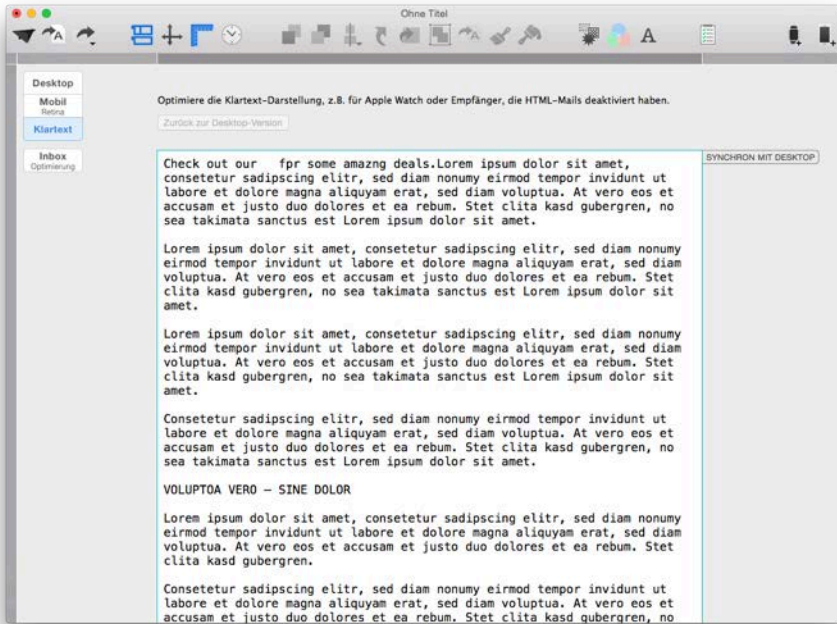 Ohne Titel
A
A
A
Desktop
Mobil
Retina
Klartext
Inbox
Optimierung
Optimiere die Klartext-Darstellung, z.B. für Apple Watch oder Empfänger, die HTML-Mails deaktiviert haben.
Zurück zur Desktop-Version
SYNCHRON MIT DESKTOP
Check out our   fpr some amazng deals.Lorem ipsum dolor sit amet,
consetetur sadipscing elitr, sed diam nonumy eirmod tempor invidunt ut
labore et dolore magna aliquyam erat, sed diam voluptua. At vero eos et
accusam et justo duo dolores et ea rebum. Stet clita kasd gubergren, no
sea takimata sanctus est Lorem ipsum dolor sit amet.
Lorem ipsum dolor sit amet, consetetur sadipscing elitr, sed diam nonumy
eirmod tempor invidunt ut labore et dolore magna aliquyam erat, sed diam
voluptua. At vero eos et accusam et justo duo dolores et ea rebum. Stet
clita kasd gubergren, no sea takimata sanctus est Lorem ipsum dolor sit
amet.
Lorem ipsum dolor sit amet, consetetur sadipscing elitr, sed diam nonumy
eirmod tempor invidunt ut labore et dolore magna aliquyam erat, sed diam
voluptua. At vero eos et accusam et justo duo dolores et ea rebum. Stet
clita kasd gubergren, no sea takimata sanctus est Lorem ipsum dolor sit
amet.
Consetetur sadipscing elitr, sed diam nonumy eirmod tempor invidunt ut
labore et dolore magna aliquyam erat, sed diam voluptua. At vero eos et
accusam et justo duo dolores et ea rebum. Stet clita kasd gubergren, no
sea takimata sanctus est Lorem ipsum dolor sit amet.
VOLUPTOA VERO – SINE DOLOR
Lorem ipsum dolor sit amet, consetetur sadipscing elitr, sed diam nonumy
eirmod tempor invidunt ut labore et dolore magna aliquyam erat, sed diam
voluptua. At vero eos et accusam et justo duo dolores et ea rebum. Stet
clita kasd gubergren.
Consetetur sadipscing elitr, sed diam nonumy eirmod tempor invidunt ut
labore et dolore magna aliquyam erat, sed diam voluptua. At vero eos et
accusam et justo duo dolores et ea rebum. Stet clita kasd gubergren, no